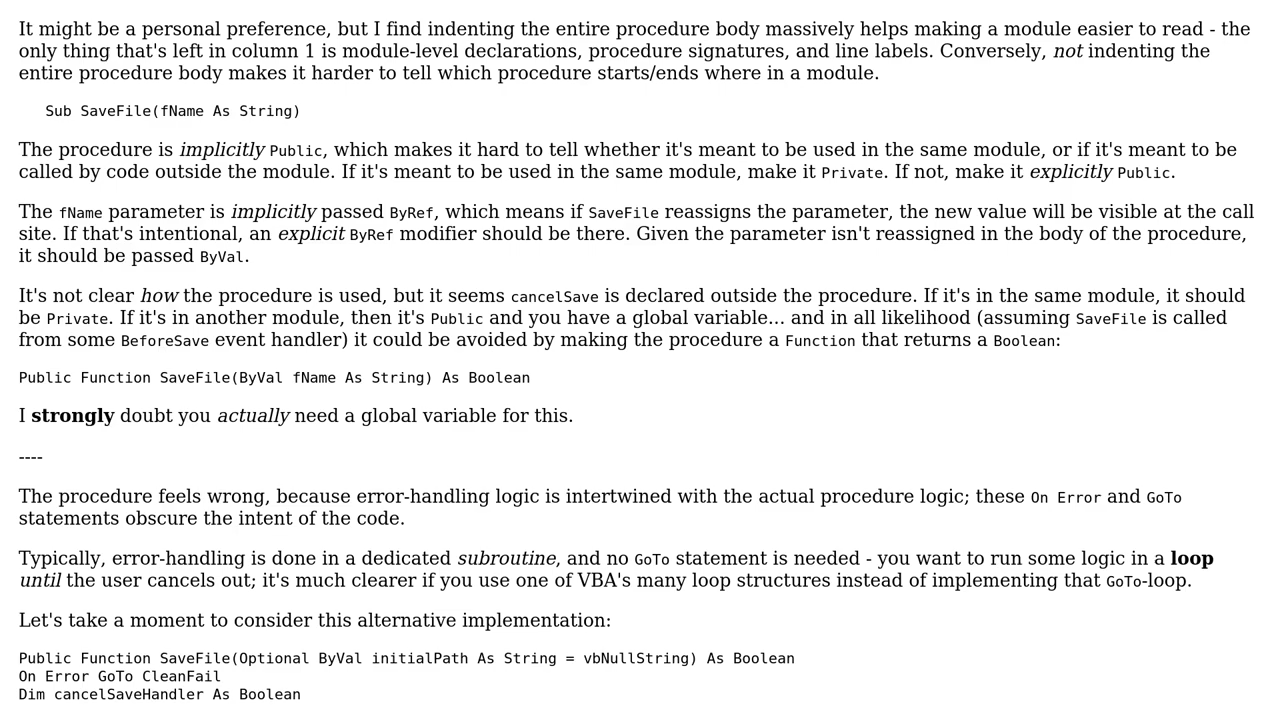 It might be a personal preference, but I find indenting the entire procedure body massively helps making a module easier to read - the
only thing that's left in column 1 is module-level declarations, procedure signatures, and line labels. Conversely, not indenting the
entire procedure body makes it harder to tell which procedure starts/ends where in a module.
Sub SaveFile(fName As String)
The procedure is implicitly Public, which makes it hard to tell whether it's meant to be used in the same module, or if it's meant to be
called by code outside the module. If it's meant to be used in the same module, make it Private. If not, make it explicitly Public.
The fName parameter is implicitly passed ByRef, which means if SaveFile reassigns the parameter, the new value will be visible at the call
site. If that's intentional, an explicit ByRef modifier should be there. Given the parameter isn't reassigned in the body of the procedure,
it should be passed ByVal.
It's not clear how the procedure is used, but it seems cancelSave is declared outside the procedure. If it's in the same module, it should
be Private. If it's in another module, then it's Public and you have a global variable... and in all likelihood (assuming SaveFile is called
from some BeforeSave event handler) it could be avoided by making the procedure a Function that returns a Boolean:
Public Function SaveFile(ByVal fName As String) As Boolean
I strongly doubt you actually need a global variable for this.
----
The procedure feels wrong, because error-handling logic is intertwined with the actual procedure logic; these On Error and GoTo
statements obscure the intent of the code.
Typically, error-handling is done in a dedicated subroutine, and no GoTo statement is needed - you want to run some logic in a loop
until the user cancels out; it's much clearer if you use one of VBA's many loop structures instead of implementing that GoTo-loop.
Let's take a moment to consider this alternative implementation:
Public Function SaveFile(Optional ByVal initialPath As String = vbNullString) As Boolean
On Error GoTo CleanFail
Dim cancelSaveHandler As Boolean